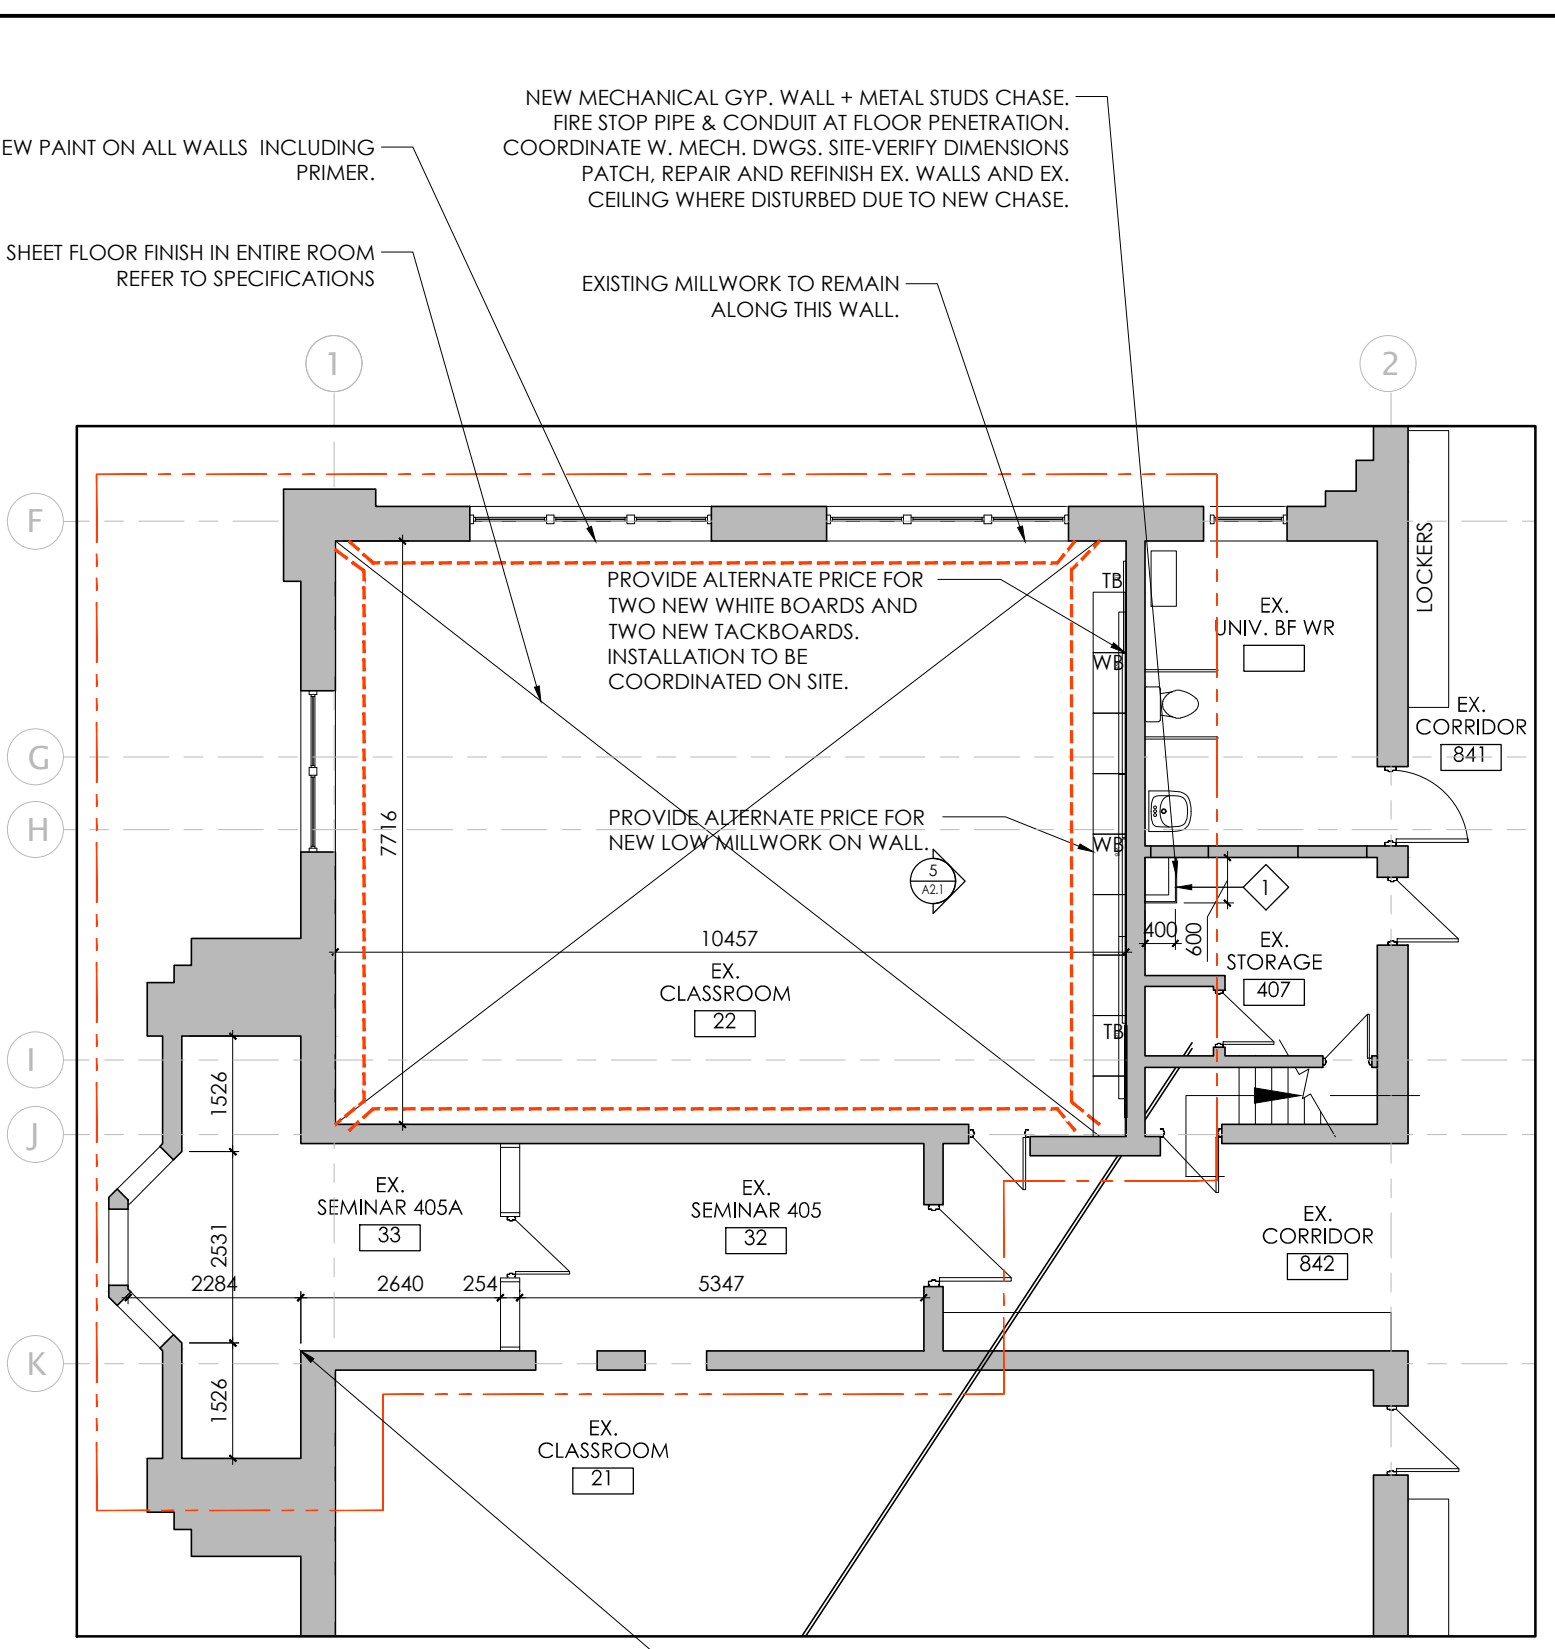 NEW MECHANICAL GYP. WALL + METAL STUDS CHASE.
FIRE STOP PIPE & CONDUIT AT FLOOR PENETRATION.
COORDINATE W. MECH. DWGS. SITE-VERIFY DIMENSIONS
PATCH, REPAIR AND REFINISH EX. WALLS AND EX.
CEILING WHERE DISTURBED DUE TO NEW CHASE.
EW PAINT ON ALL WALLS INCLUDING
PRIMER.
SHEET FLOOR FINISH IN ENTIRE ROOM
REFER TO SPECIFICATIONS
EXISTING MILLWORK TO REMAIN
ALONG THIS WALL.
1
2
F
G
H
I
J
K
PROVIDE ALTERNATE PRICE FOR
TWO NEW WHITE BOARDS AND
TWO NEW TACKBOARDS.
INSTALLATION TO BE
COORDINATED ON SITE.
TB
WB
EX.
UNIV. BF WR
LOCKERS
EX.
CORRIDOR
841
7716
PROVIDE ALTERNATE PRICE FOR
NEW LOW MILLWORK ON WALL.
WB
5
A2.1
1
10457
400
600
EX.
STORAGE
407
EX.
CLASSROOM
22
TB
1526
EX.
SEMINAR 405A
33
EX.
SEMINAR 405
32
EX.
CORRIDOR
842
2531
2284
2640
254
5347
1526
EX.
CLASSROOM
21